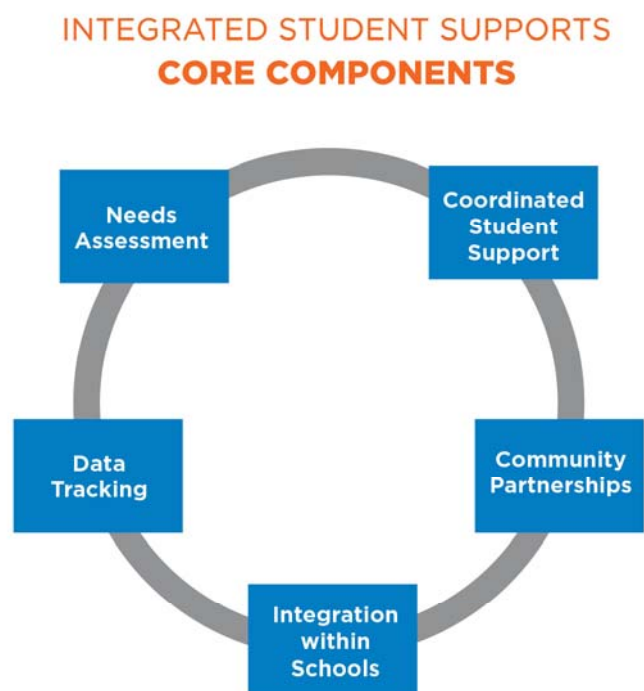 INTEGRATED STUDENT SUPPORTS
CORE COMPONENTS
Needs
Assessment
Coordinated
Student
Support
Data
Tracking
Community
Partnerships
Integration
within
Schools